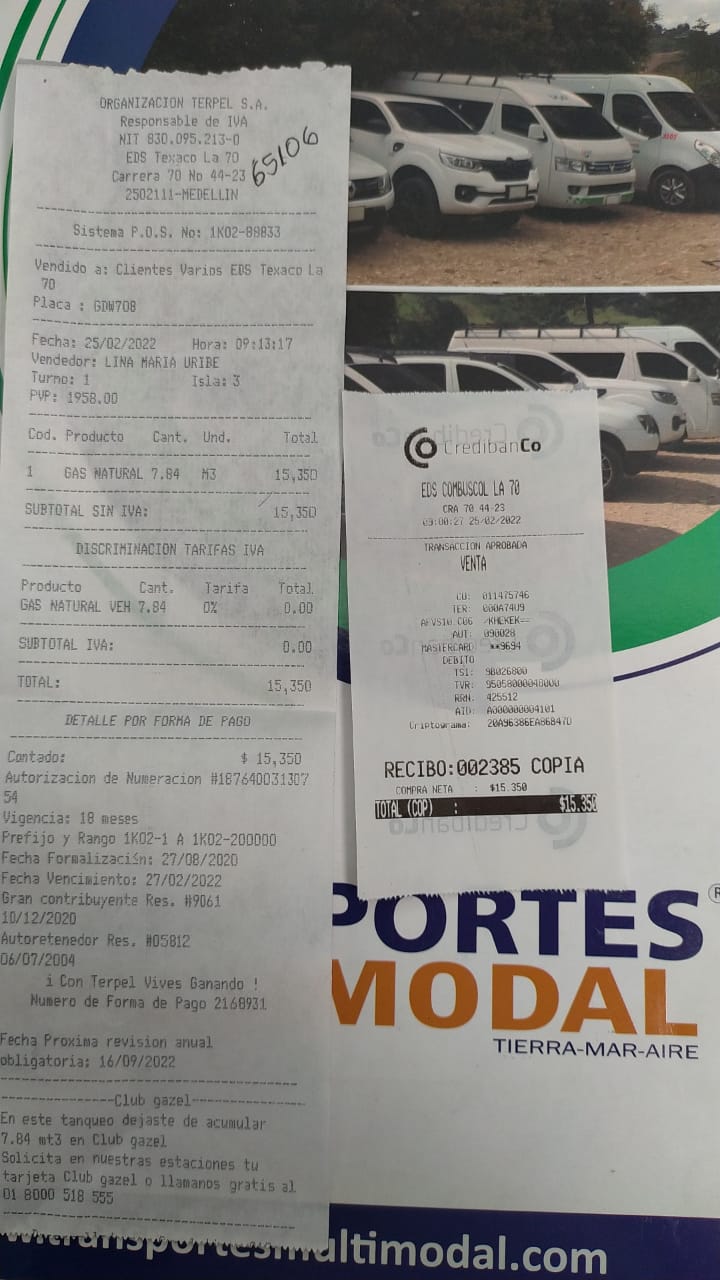 ORGANIZACION TERPEL S.A.
Responsable de IVA
NIT 830.095.213-0
EDS Texaco La 70
Carrera 70 No 44-23
2502111-MEDELLIN
65106
Sistema P.O.S. No: 1K02-88833
Vendido a: Clientes Varios EDS Texaco La
70
Placa : GDW708
Fecha: 25/02/2022 Hora: 09:13:17
Vendedor: LINA MARIA URIBE
Turno: 1 Isla: 3
PVP: 1958.00
Cod. Producto Cant. Und. Total
1 GAS NATURAL 7.84 M3 15,350
SUBTOTAL SIN IVA: 15,350
DISCRIMINACION TARIFAS IVA
Producto Cant. Tarifa Total
GAS NATURAL VEH 7.84 0% 0.00
SUBTOTAL IVA: 0.00
TOTAL: 15,350
DETALLE POR FORMA DE PAGO
Contado: $ 15,350
Autorizacion de Numeracion #187640031307
54
Vigencia: 18 meses
Prefijo y Rango 1K02-1 A 1K02-200000
Fecha Formalización: 27/08/2020
Fecha Vencimiento: 27/02/2022
Gran contribuyente Res. #9061
10/12/2020
Autoretenedor Res. #05812
06/07/2004
¡ Con Terpel Vives Ganando !
Numero de Forma de Pago 2168931
Fecha Proxima revision anual
obligatoria: 16/09/2022
Club gazel
En este tanqueo dejaste de acumular
7.84 mt3 en Club gazel
Solicita en nuestras estaciones tu
tarjeta Club gazel o llamanos gratis al
01 8000 518 555
CredibanCo
EDS COMBUSCOL LA 70
CRA 70 44-23
09:08:27 25/02/2022
TRANSACCION APROBADA
VENTA
CU: 011475746
TER: 000A74U9
AUT: 090028
MASTERCARD **9694
DEBITO
TSI: 9B026800
TVR: 95058000048000
RRN: 425512
AID: A000000004101
Criptograma: 20A96386EA86847D
RECIBO:002385 COPIA
COMPRA NETA : $15.350
TOTAL (COP) : $15.350
PORTES
MODAL
TIERRA-MAR-AIRE
transportesmultimodal.com